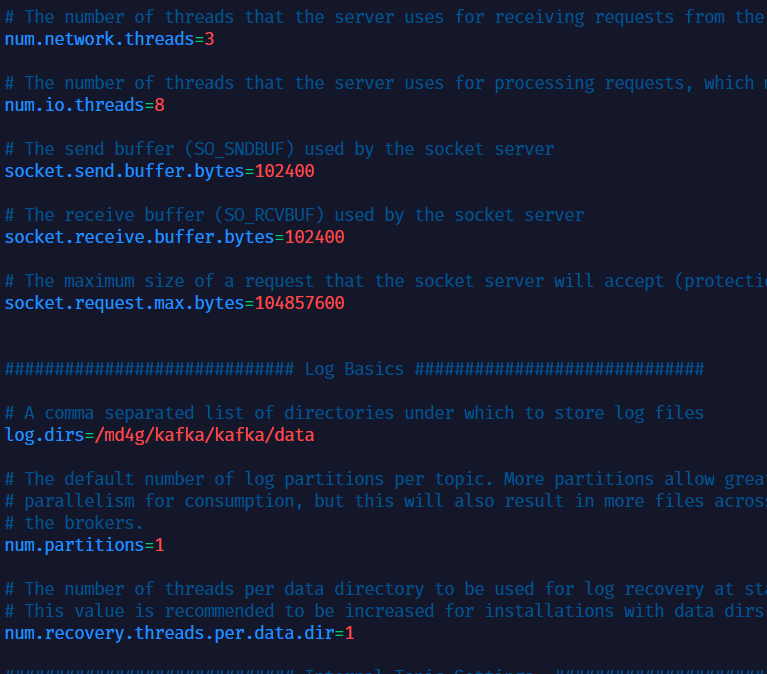 # The number of threads that the server uses for receiving requests from the
num.network.threads=3
# The number of threads that the server uses for processing requests, which
num.io.threads=8
# The send buffer (SO_SNDBUF) used by the socket server
socket.send.buffer.bytes=102400
# The receive buffer (SO_RCVBUF) used by the socket server
socket.receive.buffer.bytes=102400
# The maximum size of a request that the socket server will accept (protecti
socket.request.max.bytes=104857600
############################# Log Basics #############################
# A comma separated list of directories under which to store log files
log.dirs=/md4g/kafka/kafka/data
# The default number of log partitions per topic. More partitions allow grea
# parallelism for consumption, but this will also result in more files acros
# the brokers.
num.partitions=1
# The number of threads per data directory to be used for log recovery at sta
# This value is recommended to be increased for installations with data dirs
num.recovery.threads.per.data.dir=1
############################# Internal Topic Settings #####################